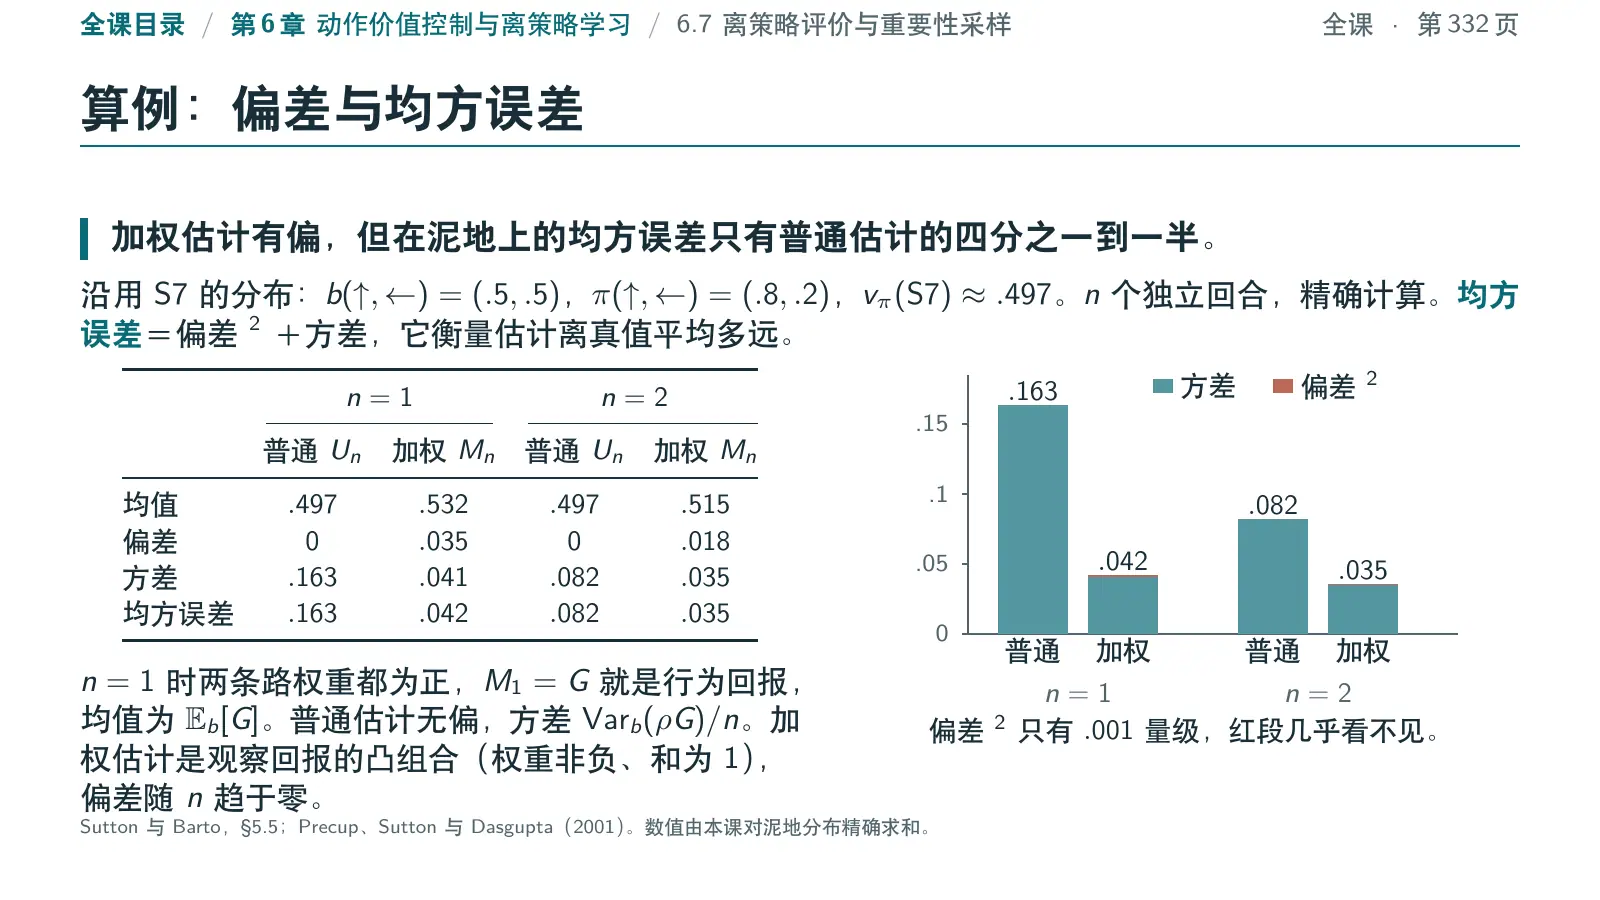 全课目录 / 第 6 章 动作价值控制与离策略学习 / 6.7 离策略评价与重要性采样
全课 · 第 332 页
算例：偏差与均方误差
加权估计有偏，但在泥地上的均方误差只有普通估计的四分之一到一半。
沿用 S7 的分布：b(↑, ←) = (.5, .5)，π(↑, ←) = (.8, .2)，vπ(S7) ≈ .497。n 个独立回合，精确计算。均方
误差＝偏差 ² ＋方差，它衡量估计离真值平均多远。
n = 1 n = 2
普通 Uₙ 加权 Mₙ 普通 Uₙ 加权 Mₙ
均值 .497 .532 .497 .515
偏差 0 .035 0 .018
方差 .163 .041 .082 .035
均方误差 .163 .042 .082 .035
n = 1 时两条路权重都为正，M₁ = G 就是行为回报，
均值为 𝔼b[G]。普通估计无偏，方差 Varb(ρG)/n。加
权估计是观察回报的凸组合（权重非负、和为 1），
偏差随 n 趋于零。
方差 偏差 ²
.163 .042 .082 .035
.15
.1
.05
0
普通 加权 普通 加权
n = 1 n = 2
偏差 ² 只有 .001 量级，红段几乎看不见。
Sutton 与 Barto，§5.5；Precup、Sutton 与 Dasgupta（2001）。数值由本课对泥地分布精确求和。